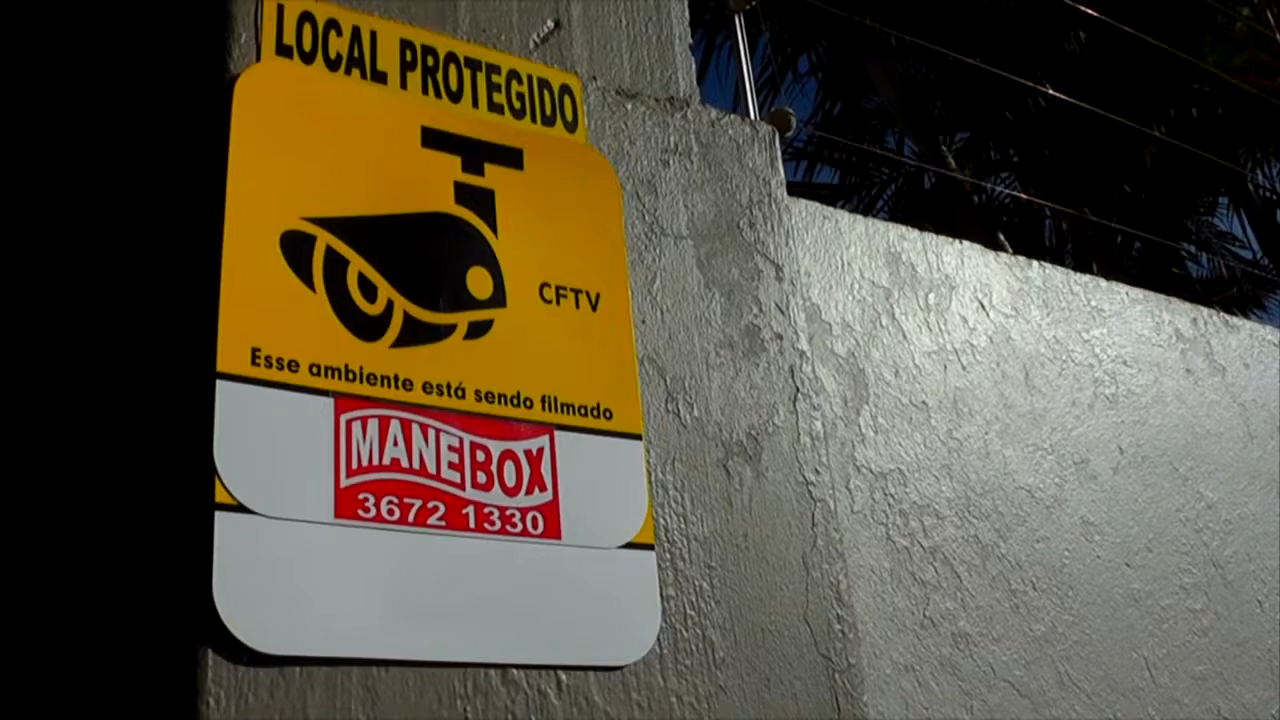 LOCAL PROTEGIDO
CFTV
Esse ambiente está sendo filmado
MANEBOX
3672 1330